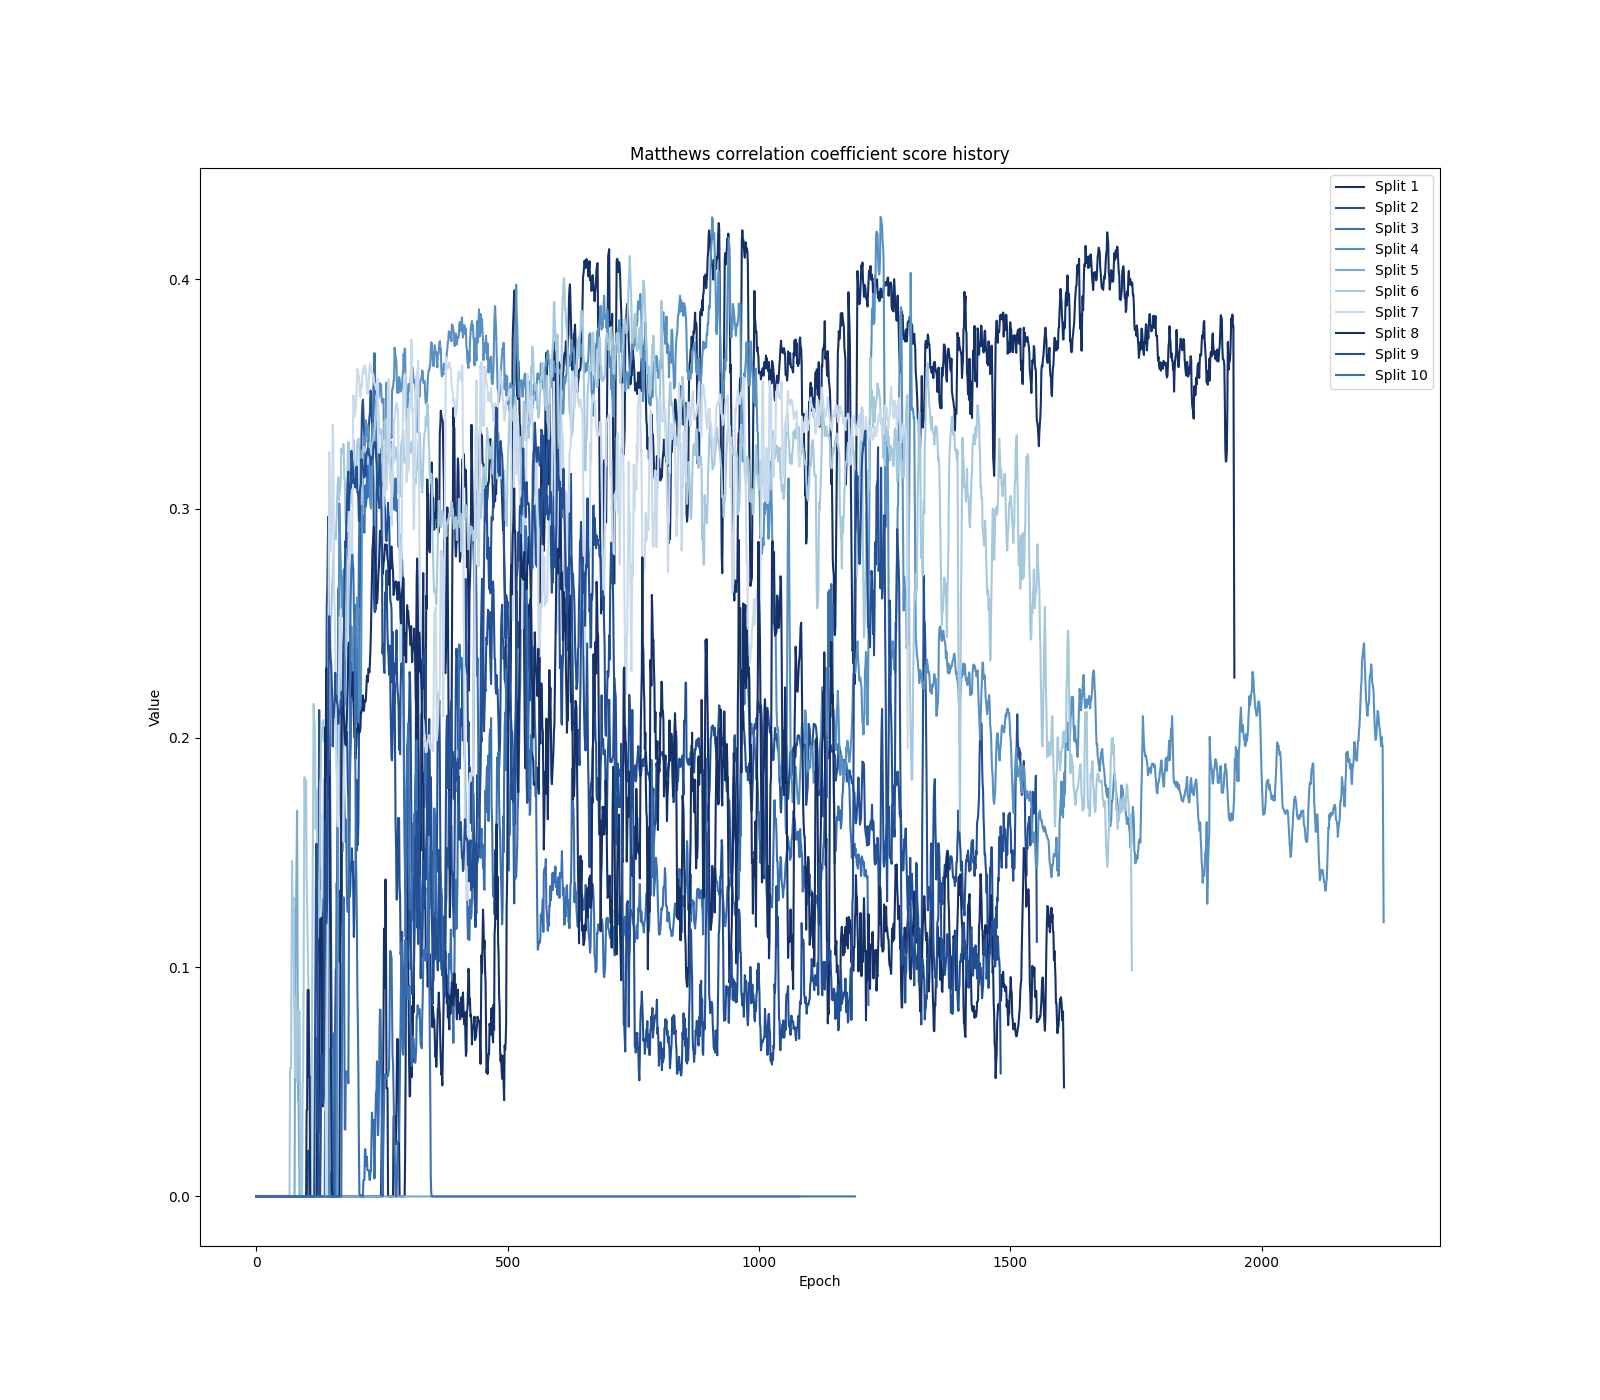 Matthews correlation coefficient score history
Split 1
Split 2
Split 3
Split 4
Split 5
Split 6
Split 7
Split 8
Split 9
Split 10
0.4
0.3
0.2
0.1
0.0
Value
0 500 1000 1500 2000
Epoch